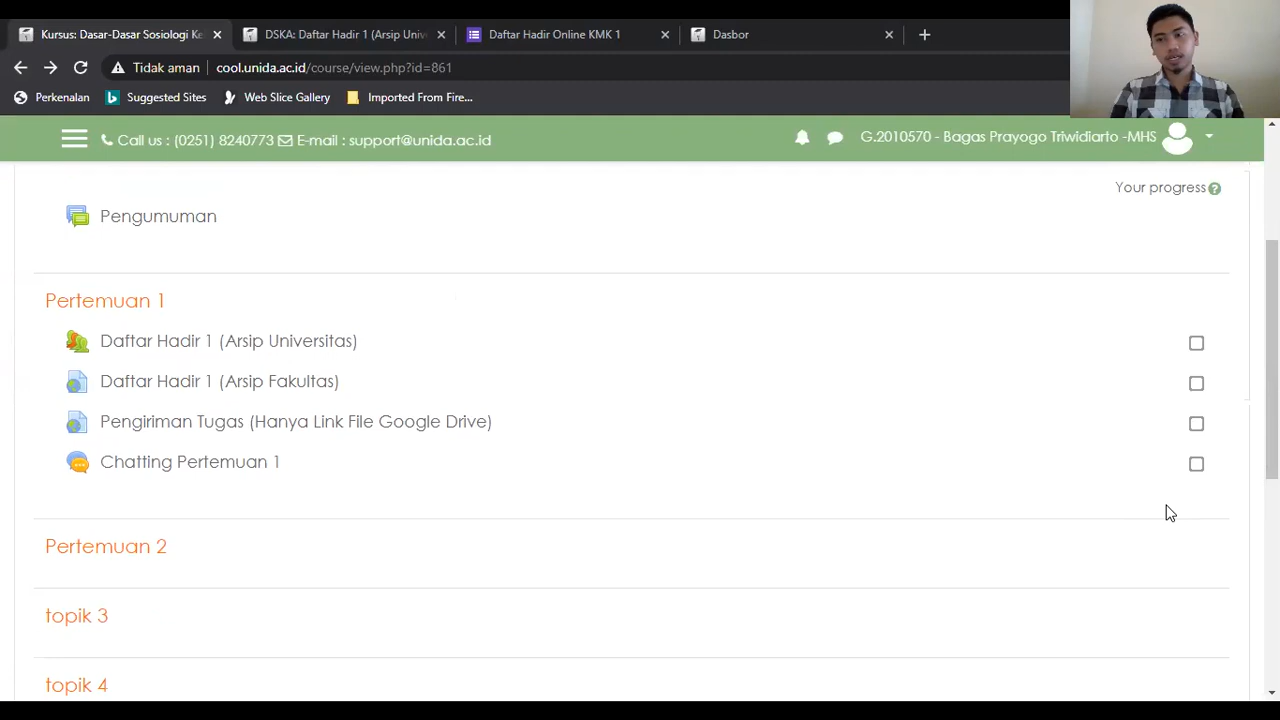 Kursus: Dasar-Dasar Sosiologi Ke
DSKA: Daftar Hadir 1 (Arsip Univ
Daftar Hadir Online KMK 1
Dasbor
Tidak aman
cool.unida.ac.id/course/view.php?id=861
Perkenalan
Suggested Sites
Web Slice Gallery
Imported From Fire...
Call us : (0251) 8240773
E-mail : support@unida.ac.id
G.2010570 - Bagas Prayogo Triwidiarto -MHS
Your progress
Pengumuman
Pertemuan 1
Daftar Hadir 1 (Arsip Universitas)
Daftar Hadir 1 (Arsip Fakultas)
Pengiriman Tugas (Hanya Link File Google Drive)
Chatting Pertemuan 1
Pertemuan 2
topik 3
topik 4